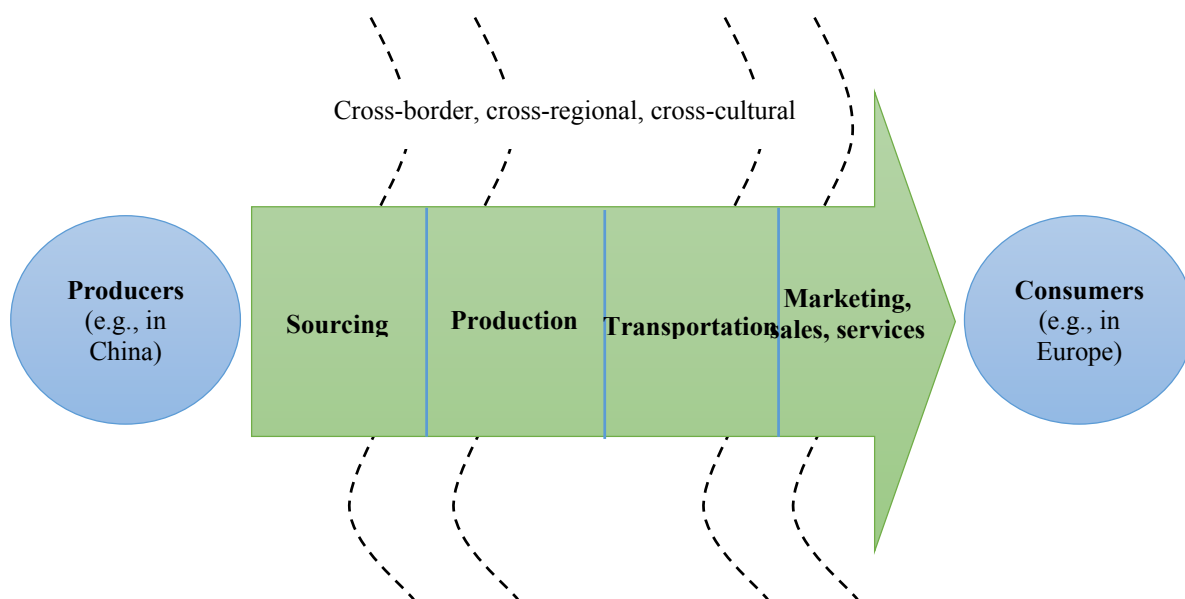 Cross-border, cross-regional, cross-cultural
Producers
(e.g., in
China)
Sourcing
Production
Transportation
Marketing,
sales, services
Consumers
(e.g., in
Europe)